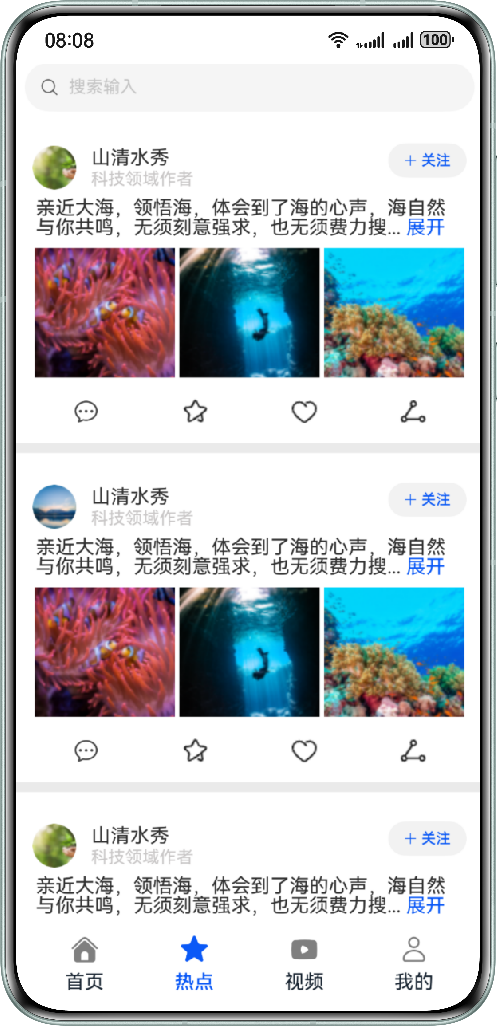 08:08
100
搜索输入
山清水秀
+ 关注
科技领域作者
亲近大海，领悟海，体会到了海的心声，海自然
与你共鸣，无须刻意强求，也无须费力搜... 展开
山清水秀
+ 关注
科技领域作者
亲近大海，领悟海，体会到了海的心声，海自然
与你共鸣，无须刻意强求，也无须费力搜... 展开
山清水秀
+ 关注
科技领域作者
亲近大海，领悟海，体会到了海的心声，海自然
与你共鸣，无须刻意强求，也无须费力搜... 展开
首页
热点
视频
我的